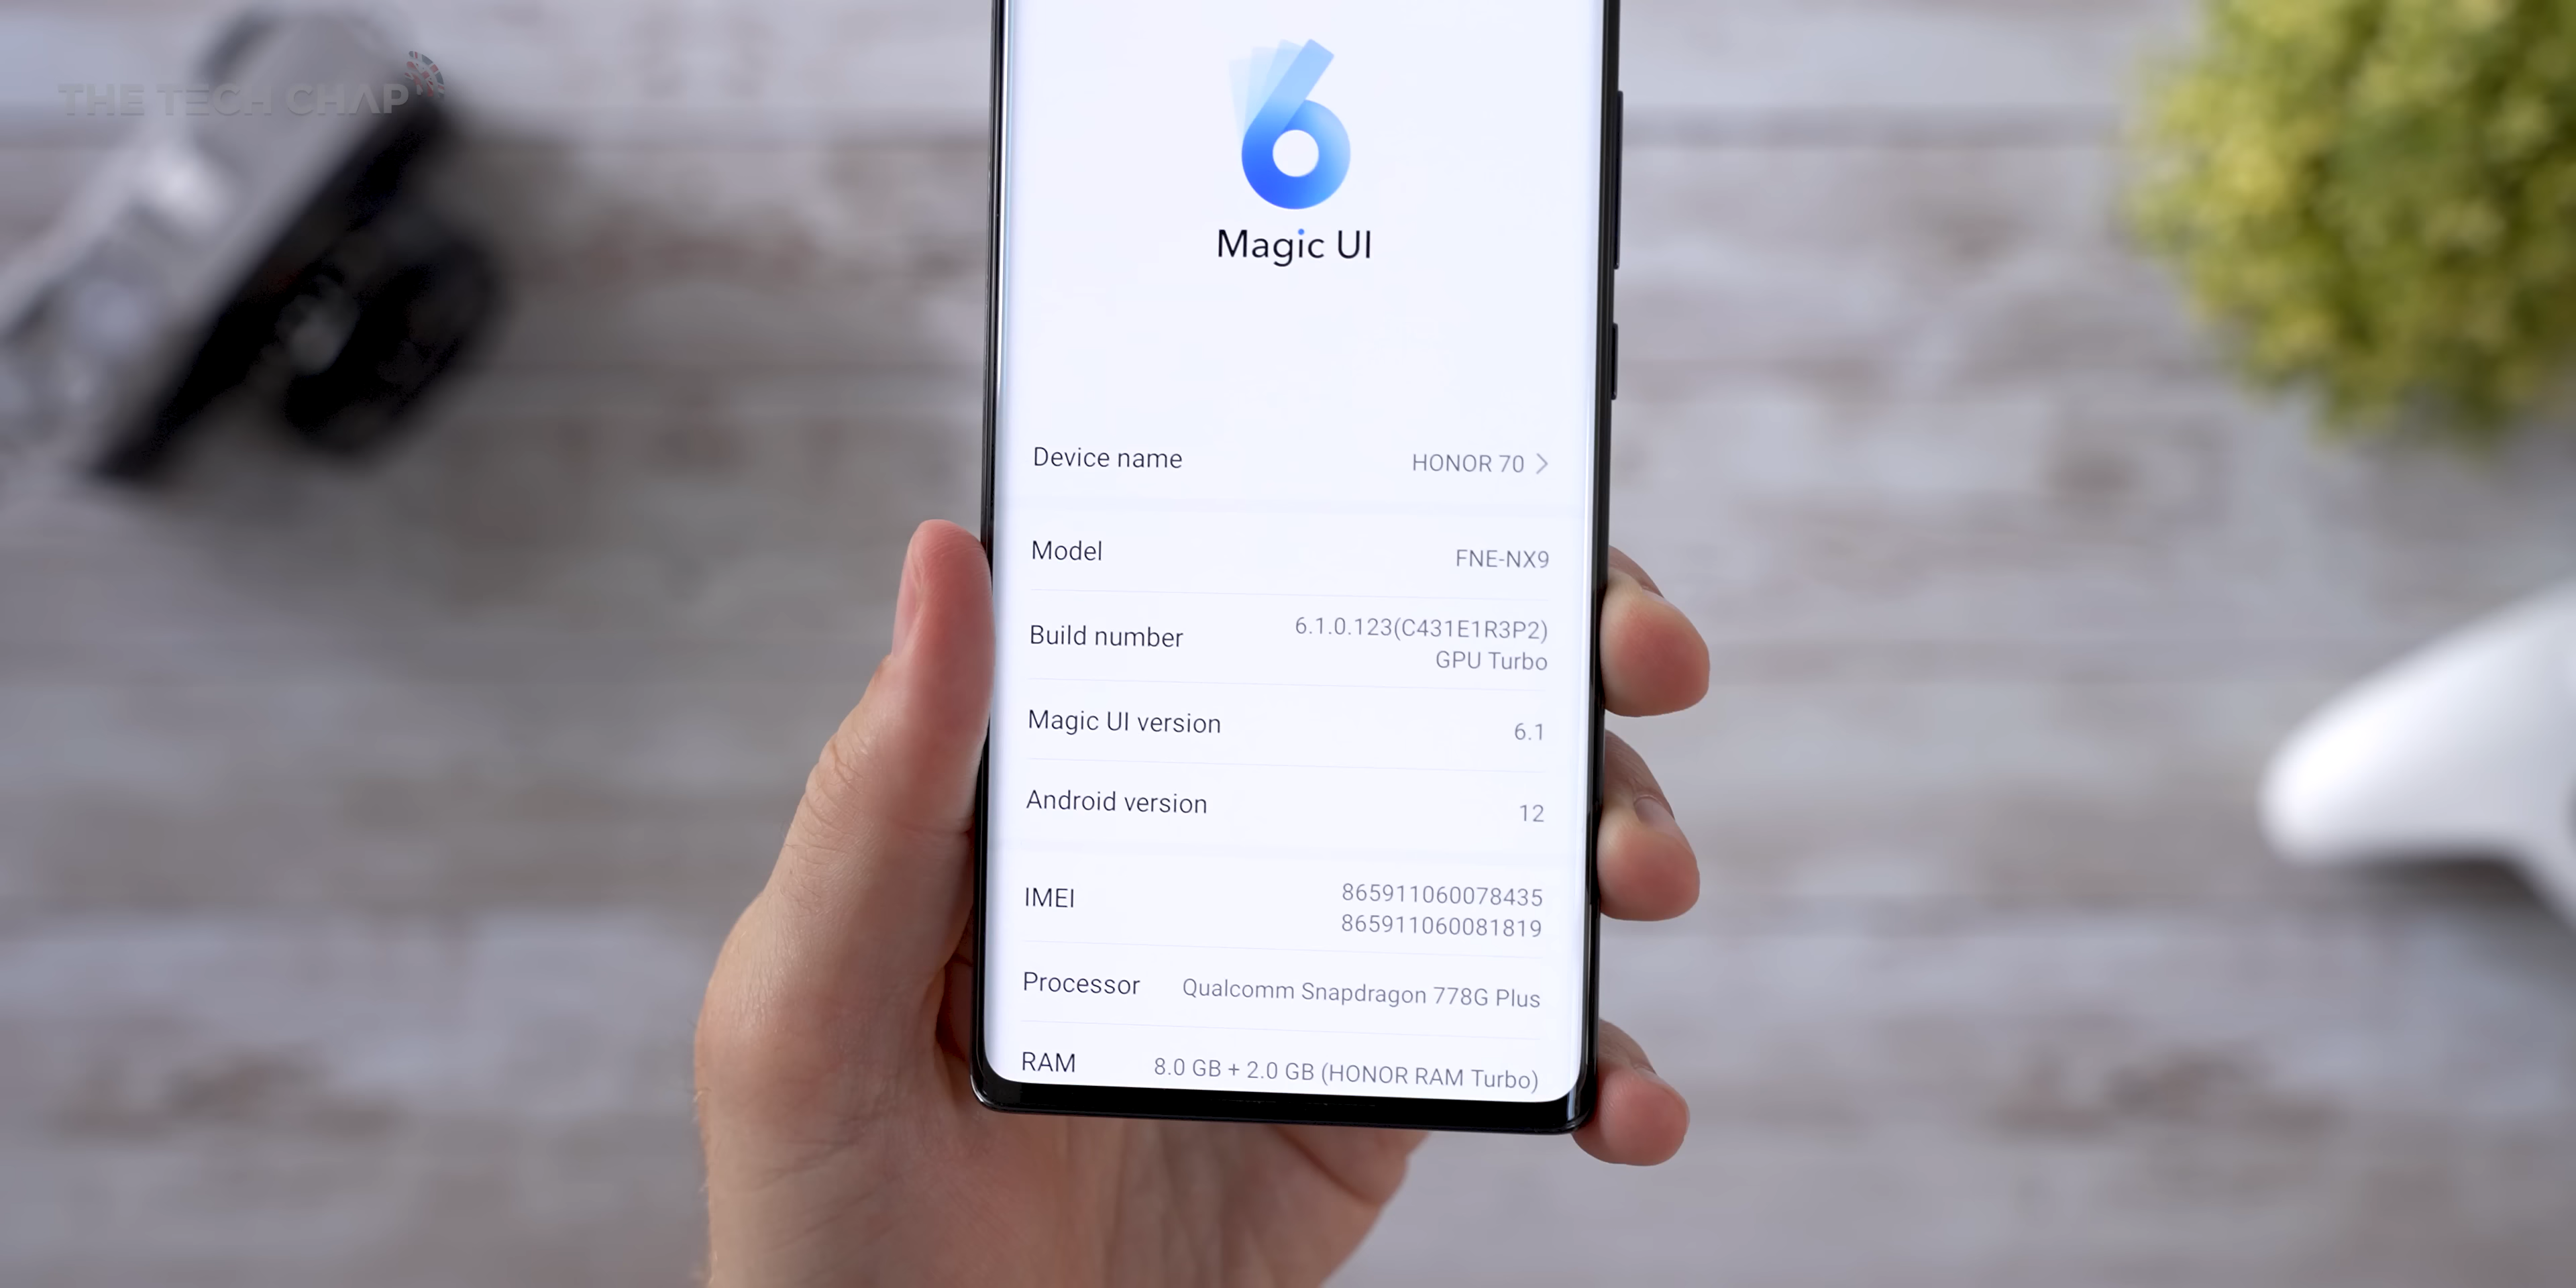 THE TECH CHAP
6
Magic UI
Device name HONOR 70
Model FNE-NX9
Build number 6.1.0.123(C431E1R3P2)
GPU Turbo
Magic UI version 6.1
Android version 12
IMEI 865911060078435
865911060081819
Processor Qualcomm Snapdragon 778G Plus
RAM 8.0 GB + 2.0 GB (HONOR RAM Turbo)